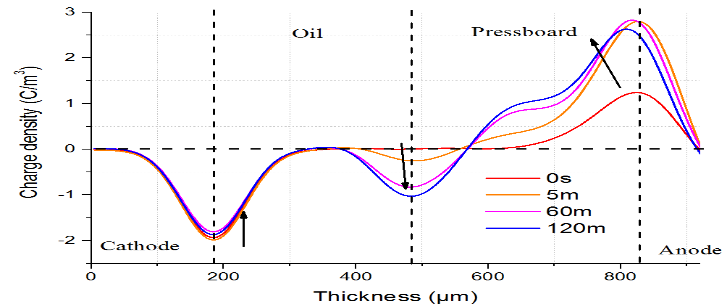 3
2
1
0
-1
-2
Charge density (C/m³)
Oil
Pressboard
Cathode
Anode
0s
5m
60m
120m
0
200
400
600
800
Thickness (μm)